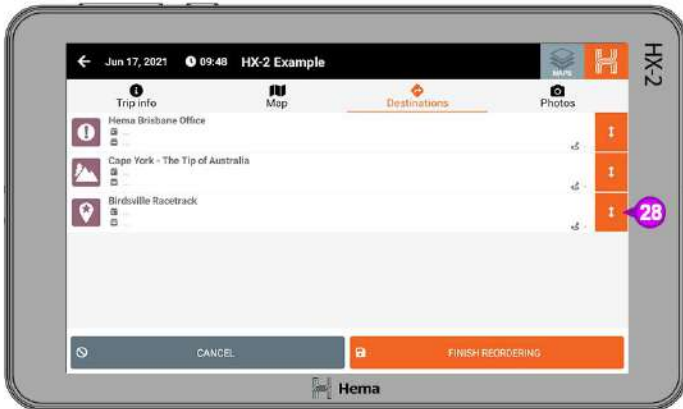 Jun 17, 2021 09:48 HX-2 Example
MAPS
HX-2
Trip info Map Destinations Photos
Hema Brisbane Office
...
...
Cape York - The Tip of Australia
...
...
Birdsville Racetrack
...
...
28
CANCEL FINISH REORDERING
Hema